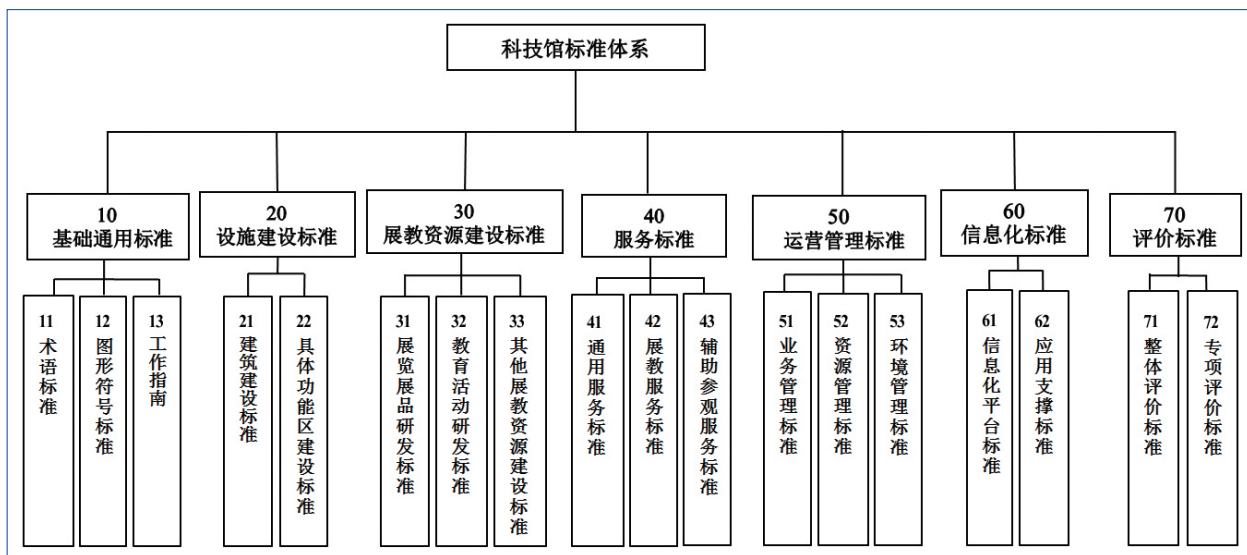 科技馆标准体系
10
基础通用标准
20
设施建设标准
30
展教资源建设标准
40
服务标准
50
运营管理标准
60
信息化标准
70
评价标准
11
术语标准
12
图形符号标准
13
工作指南
21
建筑建设标准
22
具体功能区建设标准
31
展览展品研发标准
32
教育活动研发标准
33
其他展教资源建设标准
41
通用服务标准
42
展教服务标准
43
辅助参观服务标准
51
业务管理标准
52
资源管理标准
53
环境管理标准
61
信息化平台标准
62
应用支撑标准
71
整体评价标准
72
专项评价标准